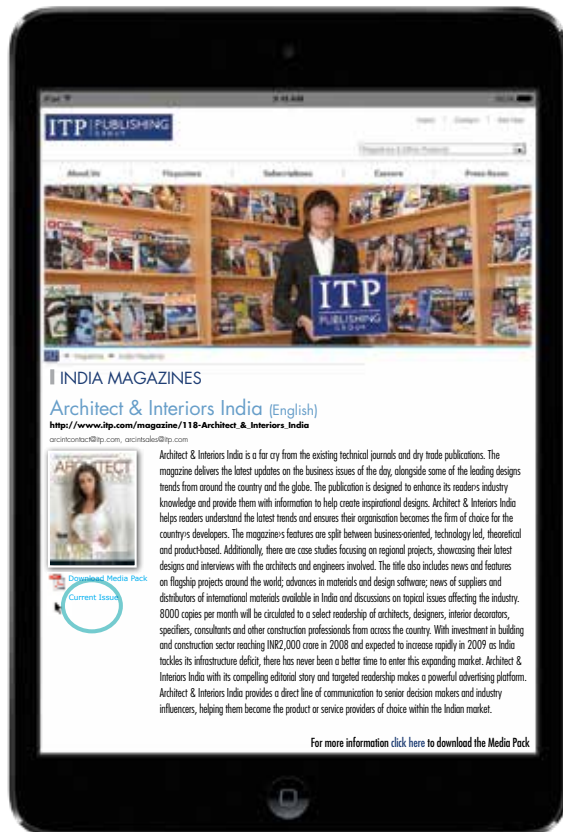 9:45 AM
ITP PUBLISHING
GROUP
Home Contact Site Map
Magazines & Other Products
About Us Magazines Subscriptions Careers Press Room
ITP
PUBLISHING
GROUP
Magazines India Magazines
INDIA MAGAZINES
Architect & Interiors India (English)
http://www.itp.com/magazine/118-Architect_&_Interiors_India
arcintcontact@itp.com, arcintsales@itp.com
ARCHITECT
Architect & Interiors India is a far cry from the existing technical journals and dry trade publications. The
magazine delivers the latest updates on the business issues of the day, alongside some of the leading designs
trends from around the country and the globe. The publication is designed to enhance its reader›s industry
knowledge and provide them with information to help create inspirational designs. Architect & Interiors India
helps readers understand the latest trends and ensures their organisation becomes the firm of choice for the
country›s developers. The magazine›s features are split between business-oriented, technology led, theoretical
and product-based. Additionally, there are case studies focusing on regional projects, showcasing their latest
designs and interviews with the architects and engineers involved. The title also includes news and features
on flagship projects around the world; advances in materials and design software; news of suppliers and
distributors of international materials available in India and discussions on topical issues affecting the industry.
8000 copies per month will be circulated to a select readership of architects, designers, interior decorators,
specifiers, consultants and other construction professionals from across the country. With investment in building
and construction sector reaching INR2,000 crore in 2008 and expected to increase rapidly in 2009 as India
tackles its infrastructure deficit, there has never been a better time to enter this expanding market. Architect &
Interiors India with its compelling editorial story and targeted readership makes a powerful advertising platform.
Architect & Interiors India provides a direct line of communication to senior decision makers and industry
influencers, helping them become the product or service providers of choice within the Indian market.
Download Media Pack
Current Issue
For more information click here to download the Media Pack